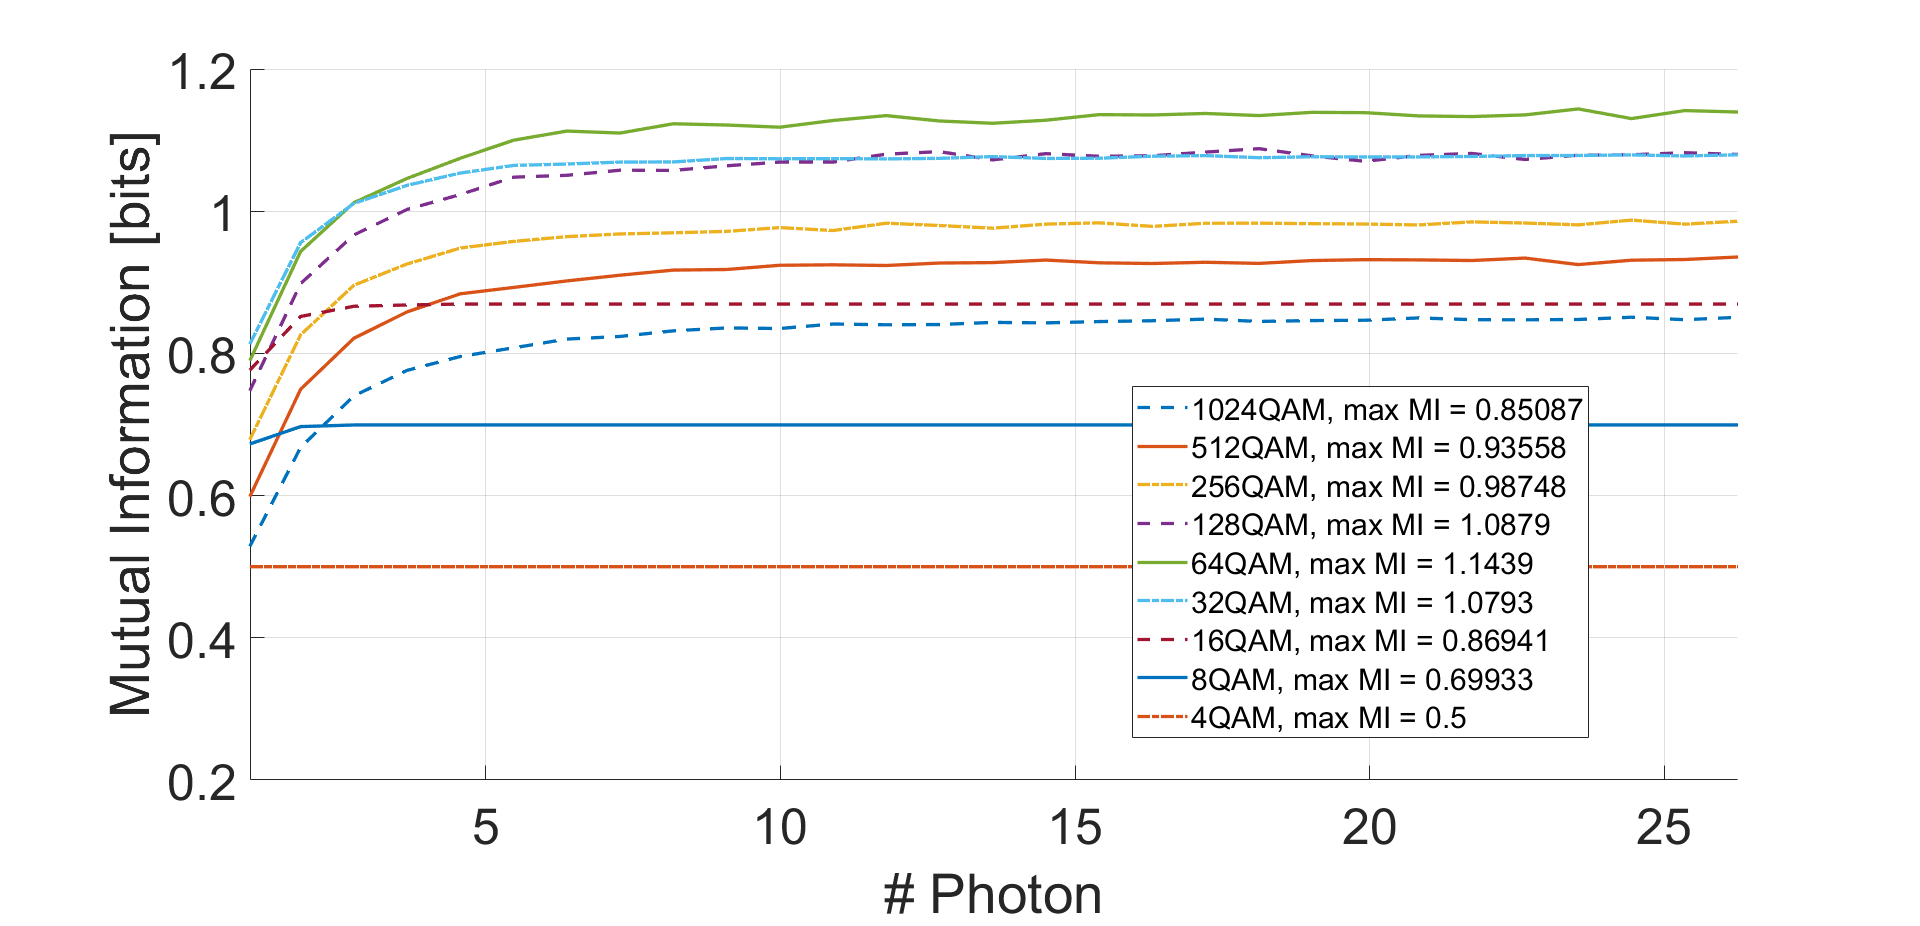 Mutual Information [bits]
1.2
1
0.8
0.6
0.4
0.2
1024QAM, max MI = 0.85087
512QAM, max MI = 0.93558
256QAM, max MI = 0.98748
128QAM, max MI = 1.0879
64QAM, max MI = 1.1439
32QAM, max MI = 1.0793
16QAM, max MI = 0.86941
8QAM, max MI = 0.69933
4QAM, max MI = 0.5
5 10 15 20 25
# Photon